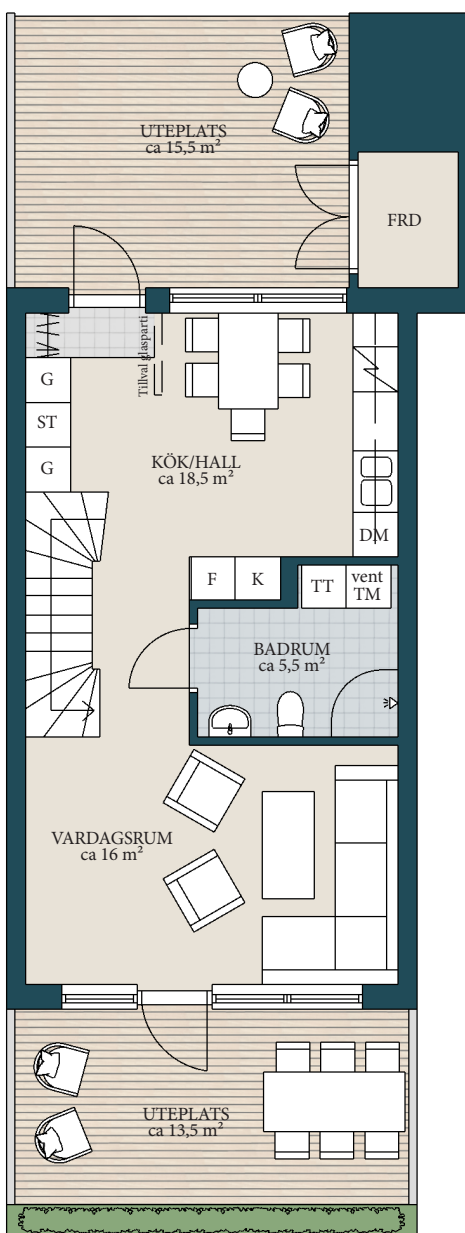 UTEPLATS
ca 15,5 m²
FRD
Tillval glasparti
G
ST
G
KÖK/HALL
ca 18,5 m²
DM
F K
TT
vent
TM
BADRUM
ca 5,5 m²
VARDAGSRUM
ca 16 m²
UTEPLATS
ca 13,5 m²